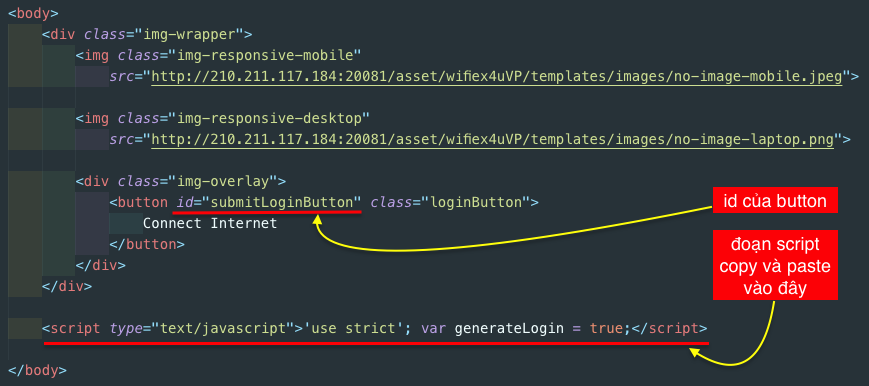 <body>
<div class="img-wrapper">
<img class="img-responsive-mobile"
src="http://210.211.117.184:20081/asset/wifiex4uVP/templates/images/no-image-mobile.jpeg">
<img class="img-responsive-desktop"
src="http://210.211.117.184:20081/asset/wifiex4uVP/templates/images/no-image-laptop.png">
<div class="img-overlay">
<button id="submitLoginButton" class="loginButton">
id của button
Connect Internet
</button>
đoạn script
copy và paste
vào đây
</div>
</div>
<script type="text/javascript">'use strict'; var generateLogin = true;</script>
</body>